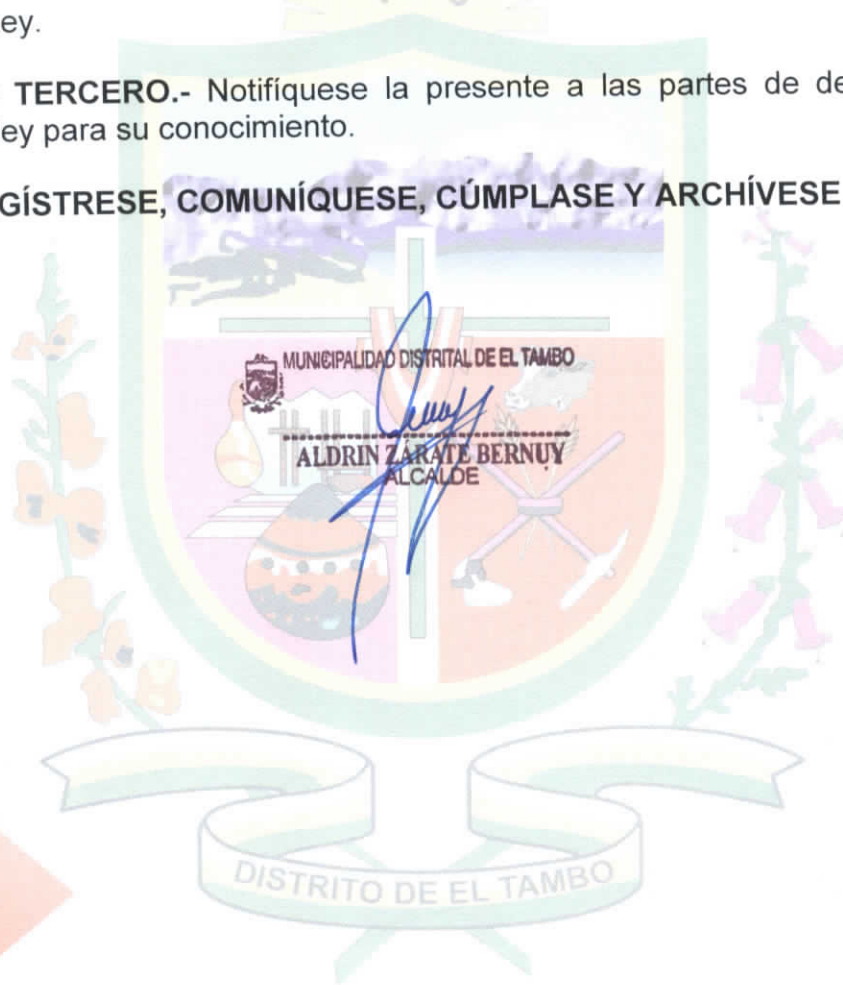 ey.
TERCERO.- Notifíquese la presente a las partes de de
ey para su conocimiento.
GÍSTRESE, COMUNÍQUESE, CÚMPLASE Y ARCHÍVESE
MUNICIPALIDAD DISTRITAL DE EL TAMBO
ALDRIN ZÁRATE BERNUY
ALCALDE
DISTRITO DE EL TAMBO